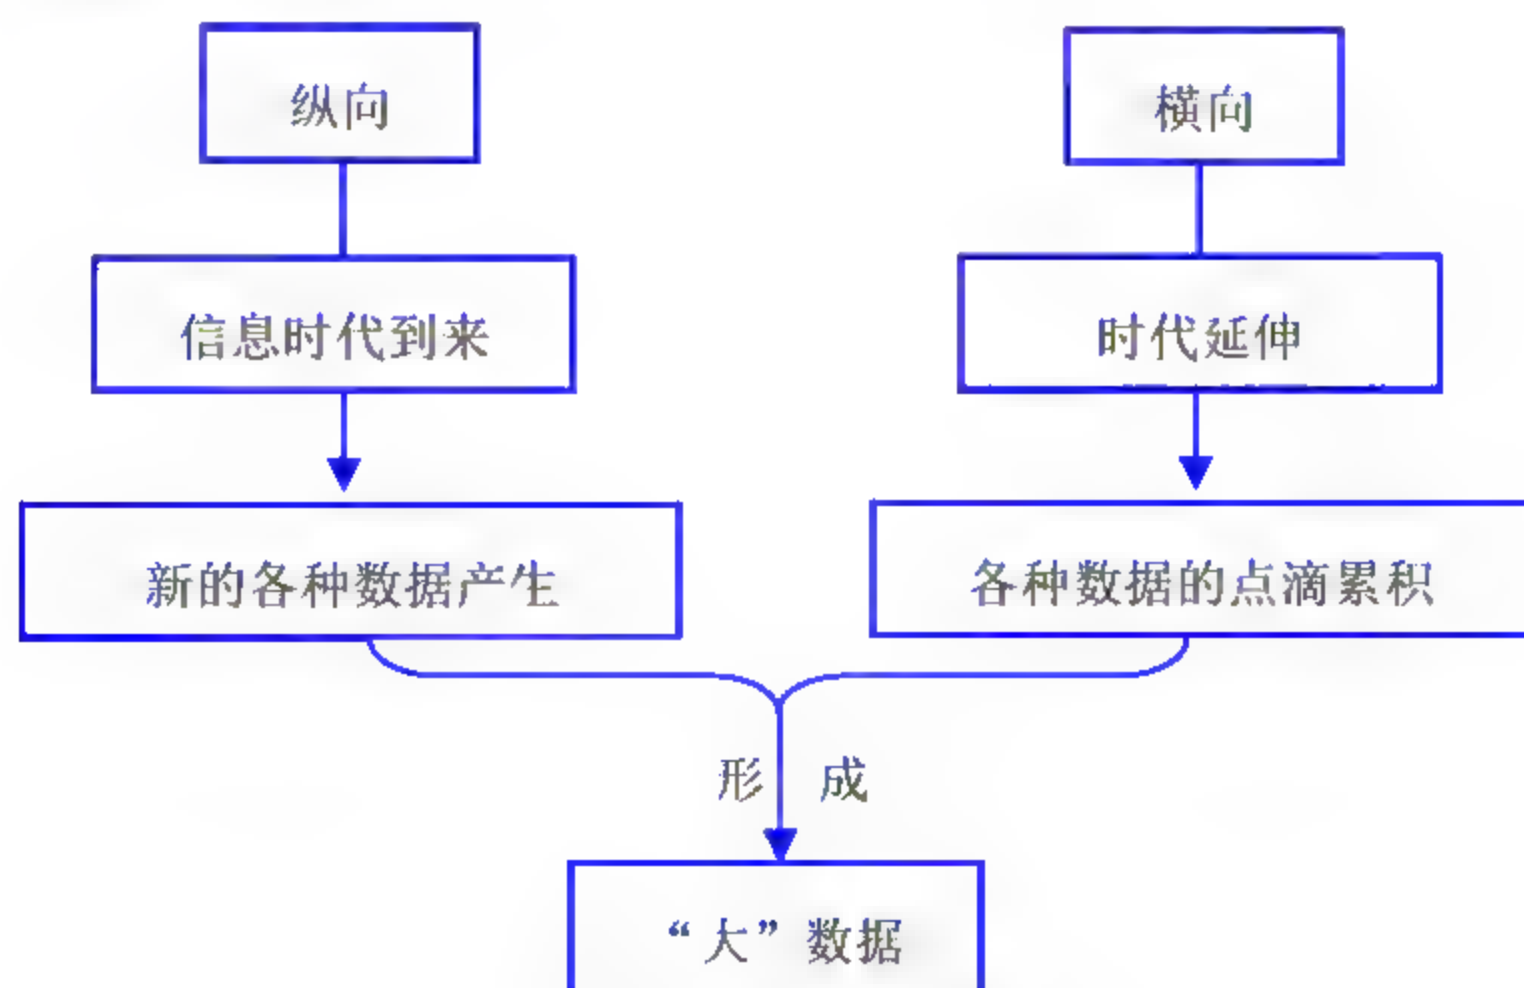 纵向
横向
信息时代到来
时代延伸
新的各种数据产生
各种数据的点滴累积
形 成
“大”数据